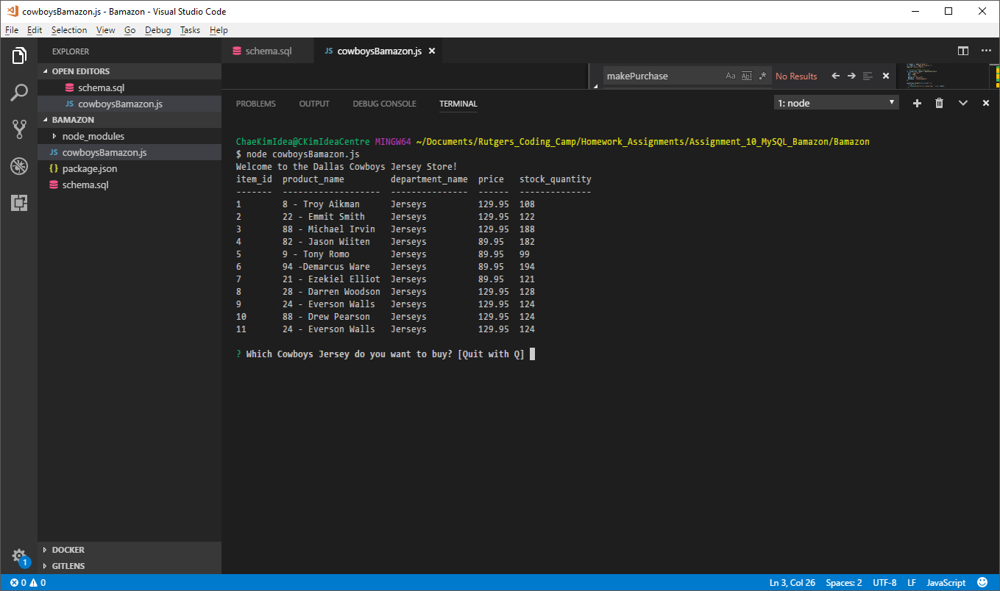 cowboysBamazon.js - Bamazon - Visual Studio Code
File Edit Selection View Go Debug Tasks Help
EXPLORER
OPEN EDITORS
schema.sql
JS cowboysBamazon.js
BAMAZON
node_modules
JS cowboysBamazon.js
{} package.json
schema.sql
DOCKER
GITLENS
1
schema.sql
JS cowboysBamazon.js
makePurchase Aa Abl .* No Results
PROBLEMS OUTPUT DEBUG CONSOLE TERMINAL 1: node
ChaeKimIdea@CKimIdeaCentre MINGW64 ~/Documents/Rutgers_Coding_Camp/Homework_Assignments/Assignment_10_MySQL_Bamazon/Bamazon
$ node cowboysBamazon.js
Welcome to the Dallas Cowboys Jersey Store!
item_id  product_name         department_name  price   stock_quantity
-------  -------------------  ---------------  ------  --------------
1        8 - Troy Aikman      Jerseys          129.95  108
2        22 - Emmit Smith     Jerseys          129.95  122
3        88 - Michael Irvin   Jerseys          129.95  188
4        82 - Jason Wiiten    Jerseys          89.95   182
5        9 - Tony Romo        Jerseys          89.95   99
6        94 -Demarcus Ware    Jerseys          89.95   194
7        21 - Ezekiel Elliot  Jerseys          89.95   121
8        28 - Darren Woodson  Jerseys          129.95  128
9        24 - Everson Walls   Jerseys          129.95  124
10       88 - Drew Pearson    Jerseys          129.95  124
11       24 - Everson Walls   Jerseys          129.95  124
? Which Cowboys Jersey do you want to buy? [Quit with Q]
0 0 Ln 3, Col 26 Spaces: 2 UTF-8 LF JavaScript